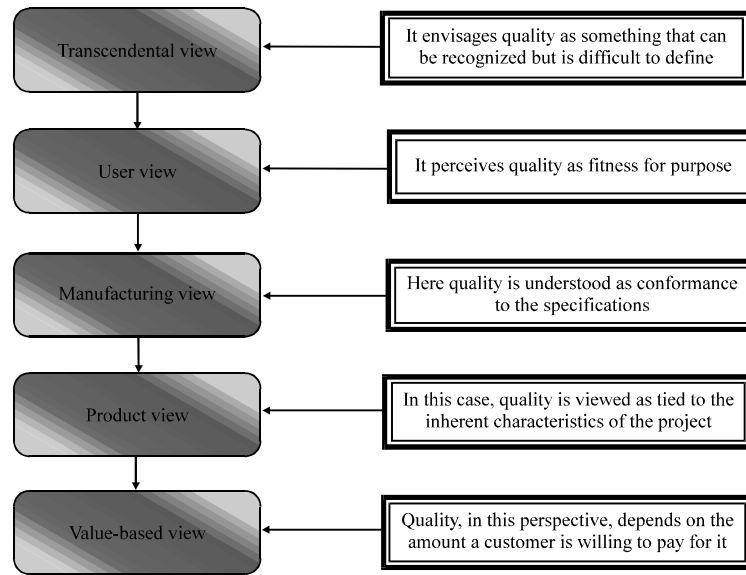 Transcendental view
It envisages quality as something that can
be recognized but is difficult to define
User view
It perceives quality as fitness for purpose
Manufacturing view
Here quality is understood as conformance
to the specifications
Product view
In this case, quality is viewed as tied to the
inherent characteristics of the project
Value-based view
Quality, in this perspective, depends on the
amount a customer is willing to pay for it